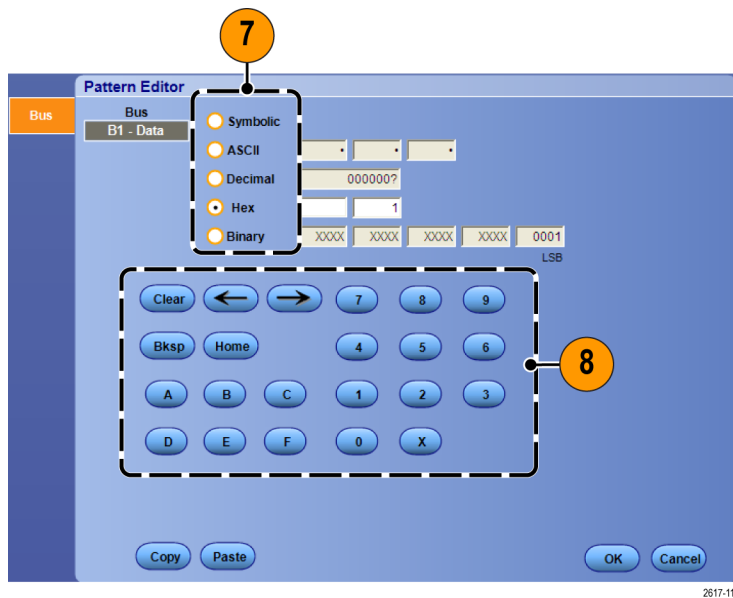 7
Pattern Editor
Bus
Bus
B1 - Data
Symbolic
ASCII
Decimal 000000?
Hex 1
Binary XXXX XXXX XXXX XXXX 0001
LSB
Clear 7 8 9
Bksp Home 4 5 6
8
A B C 1 2 3
D E F 0 X
Copy Paste OK Cancel
2617-11